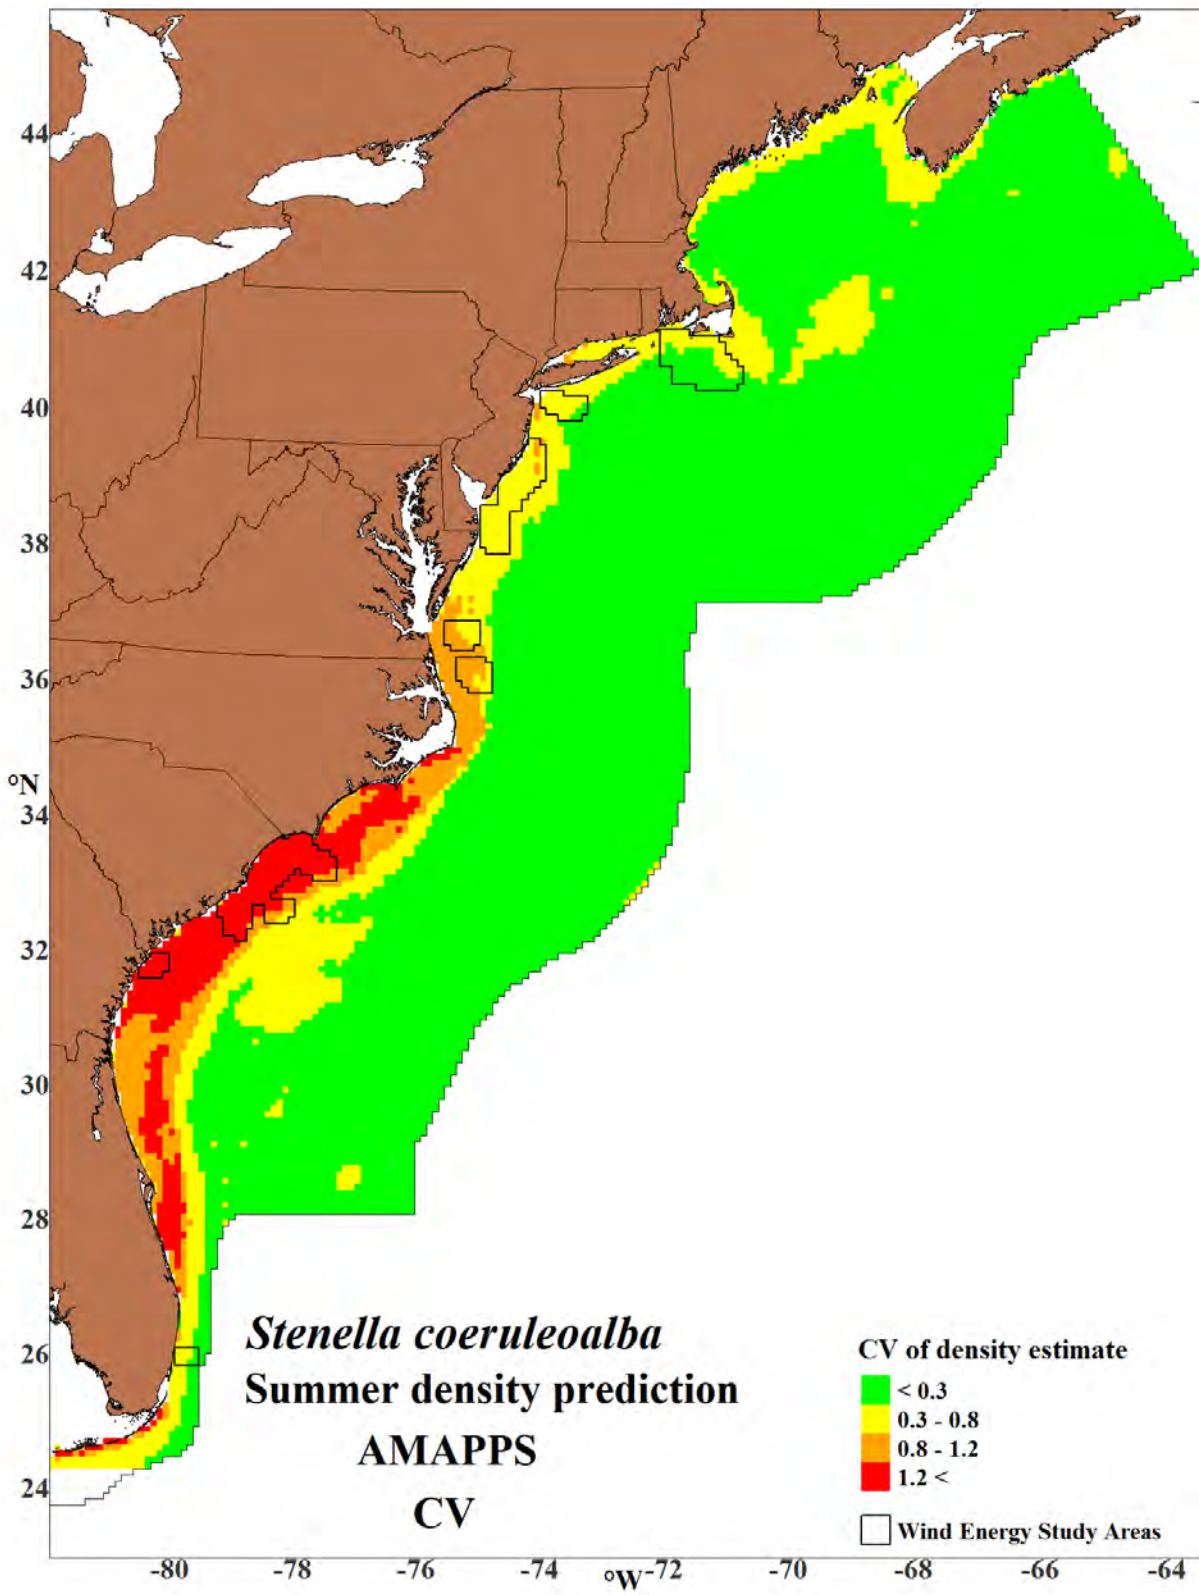 44
42
40
38
36
°N
34
32
30
28
26
24
Stenella coeruleoalba
Summer density prediction
AMAPPS
CV
CV of density estimate
< 0.3
0.3 - 0.8
0.8 - 1.2
1.2 <
Wind Energy Study Areas
-80 -78 -76 -74 -72 -70 -68 -66 -64
°W